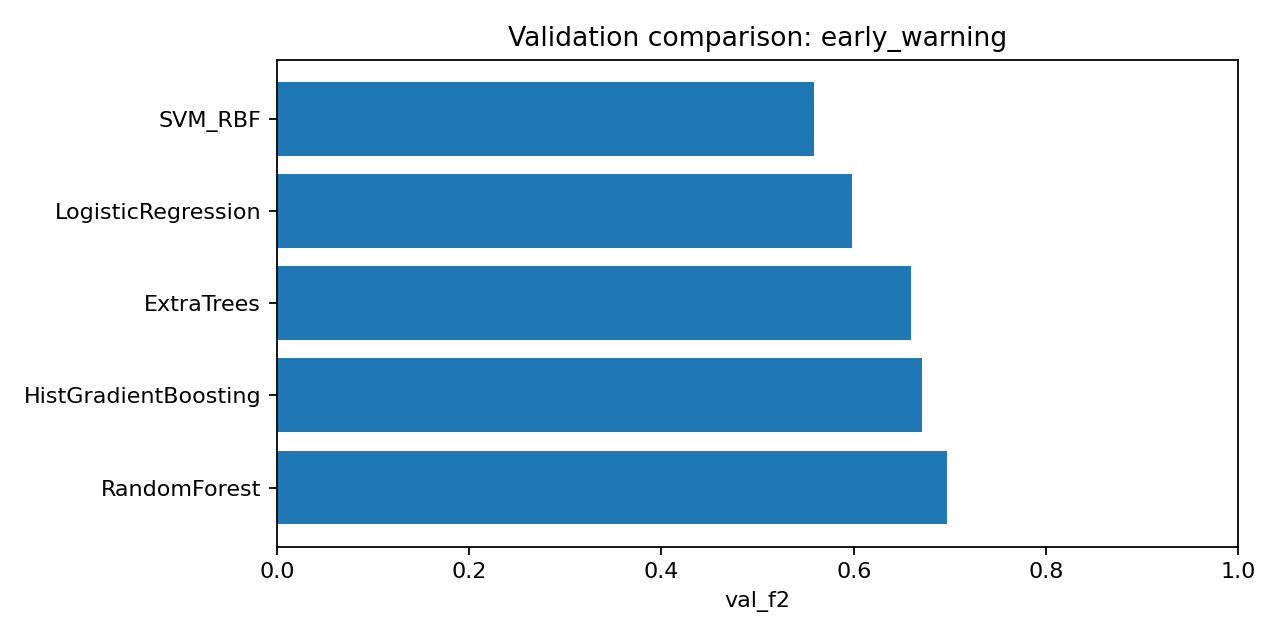 Validation comparison: early_warning
SVM_RBF
LogisticRegression
ExtraTrees
HistGradientBoosting
RandomForest
0.0 0.2 0.4 0.6 0.8 1.0
val_f2